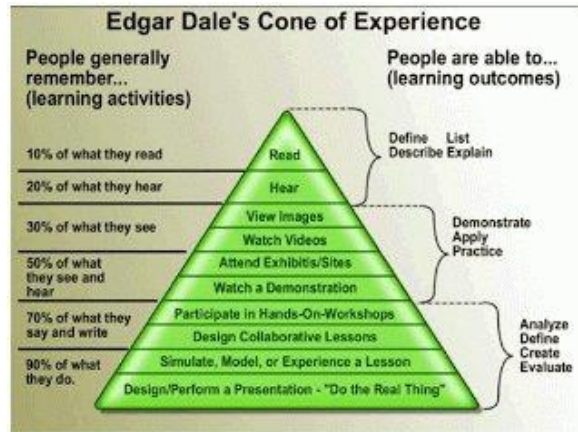 Edgar Dale's Cone of Experience
People generally
remember...
(learning activities)
People are able to...
(learning outcomes)
10% of what they read
20% of what they hear
30% of what they see
50% of what
they see and
hear
70% of what they
say and write
90% of what
they do.
Read
Hear
View Images
Watch Videos
Attend Exhibitis/Sites
Watch a Demonstration
Participate in Hands-On-Workshops
Design Collaborative Lessons
Simulate, Model, or Experience a Lesson
Design/Perform a Presentation - "Do the Real Thing"
Define List
Describe Explain
Demonstrate
Apply
Practice
Analyze
Define
Create
Evaluate